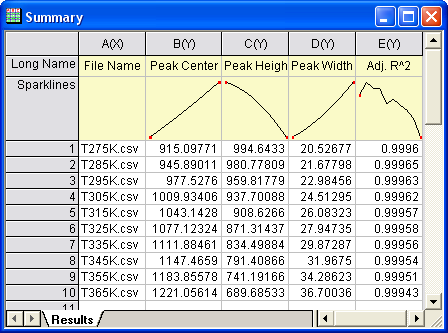 Summary
A(X) B(Y) C(Y) D(Y) E(Y)
Long Name File Name Peak Center Peak Heigh Peak Width Adj. R^2
Sparklines
1 T275K.csv 915.09771 994.6433 20.52677 0.9996
2 T285K.csv 945.89011 980.77809 21.67798 0.99965
3 T295K.csv 977.5276 959.81779 22.98456 0.99963
4 T305K.csv 1009.93406 937.70088 24.51295 0.99962
5 T315K.csv 1043.1428 908.6266 26.08323 0.99957
6 T325K.csv 1077.12324 871.31437 27.94735 0.99958
7 T335K.csv 1111.88461 834.49884 29.87287 0.99956
8 T345K.csv 1147.4659 791.40866 31.9675 0.99954
9 T355K.csv 1183.85578 741.19166 34.28623 0.99951
10 T365K.csv 1221.05614 689.68533 36.70036 0.99943
11
Results